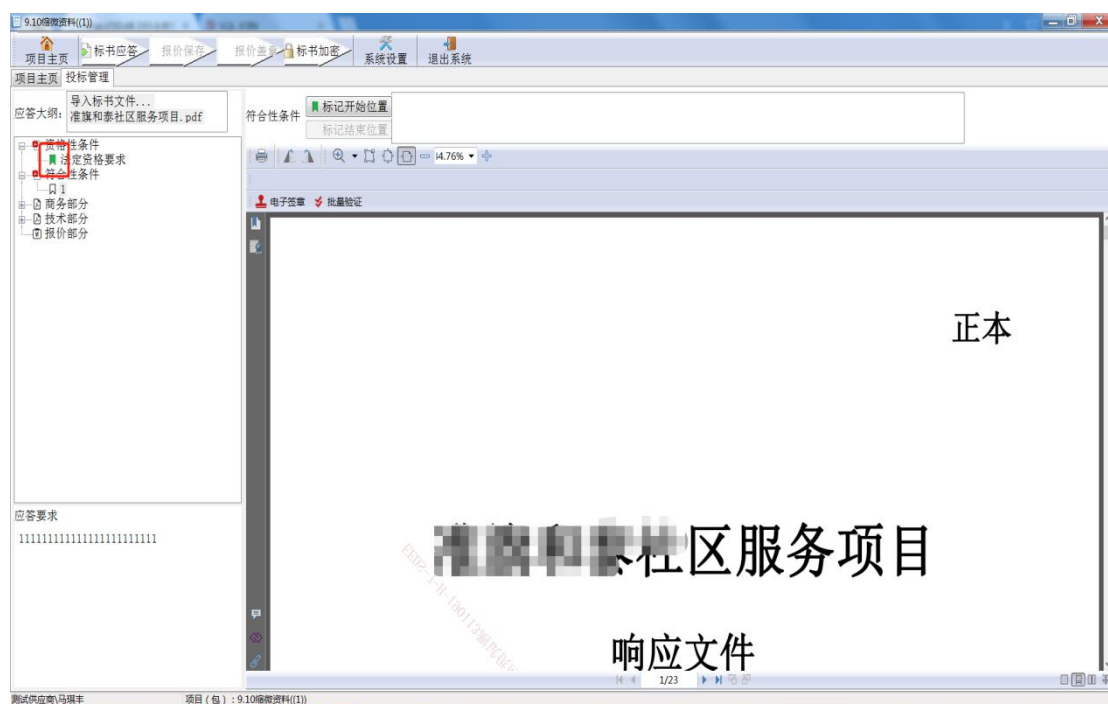 9.10缩微资料((1))
项目主页 标书应答 报价保存 报价盖章 标书加密 系统设置 退出系统
项目主页 投标管理
应答大纲:
导入标书文件...
准旗和泰社区服务项目.pdf
资格性条件
法定资格要求
符合性条件
1
商务部分
技术部分
报价部分
应答要求
11111111111111111111111
符合性条件
标记开始位置
标记结束位置
电子签章 批量验证
正本
区服务项目
响应文件
1/23
测试供应商\马琪丰 项目(包):9.10缩微资料((1))